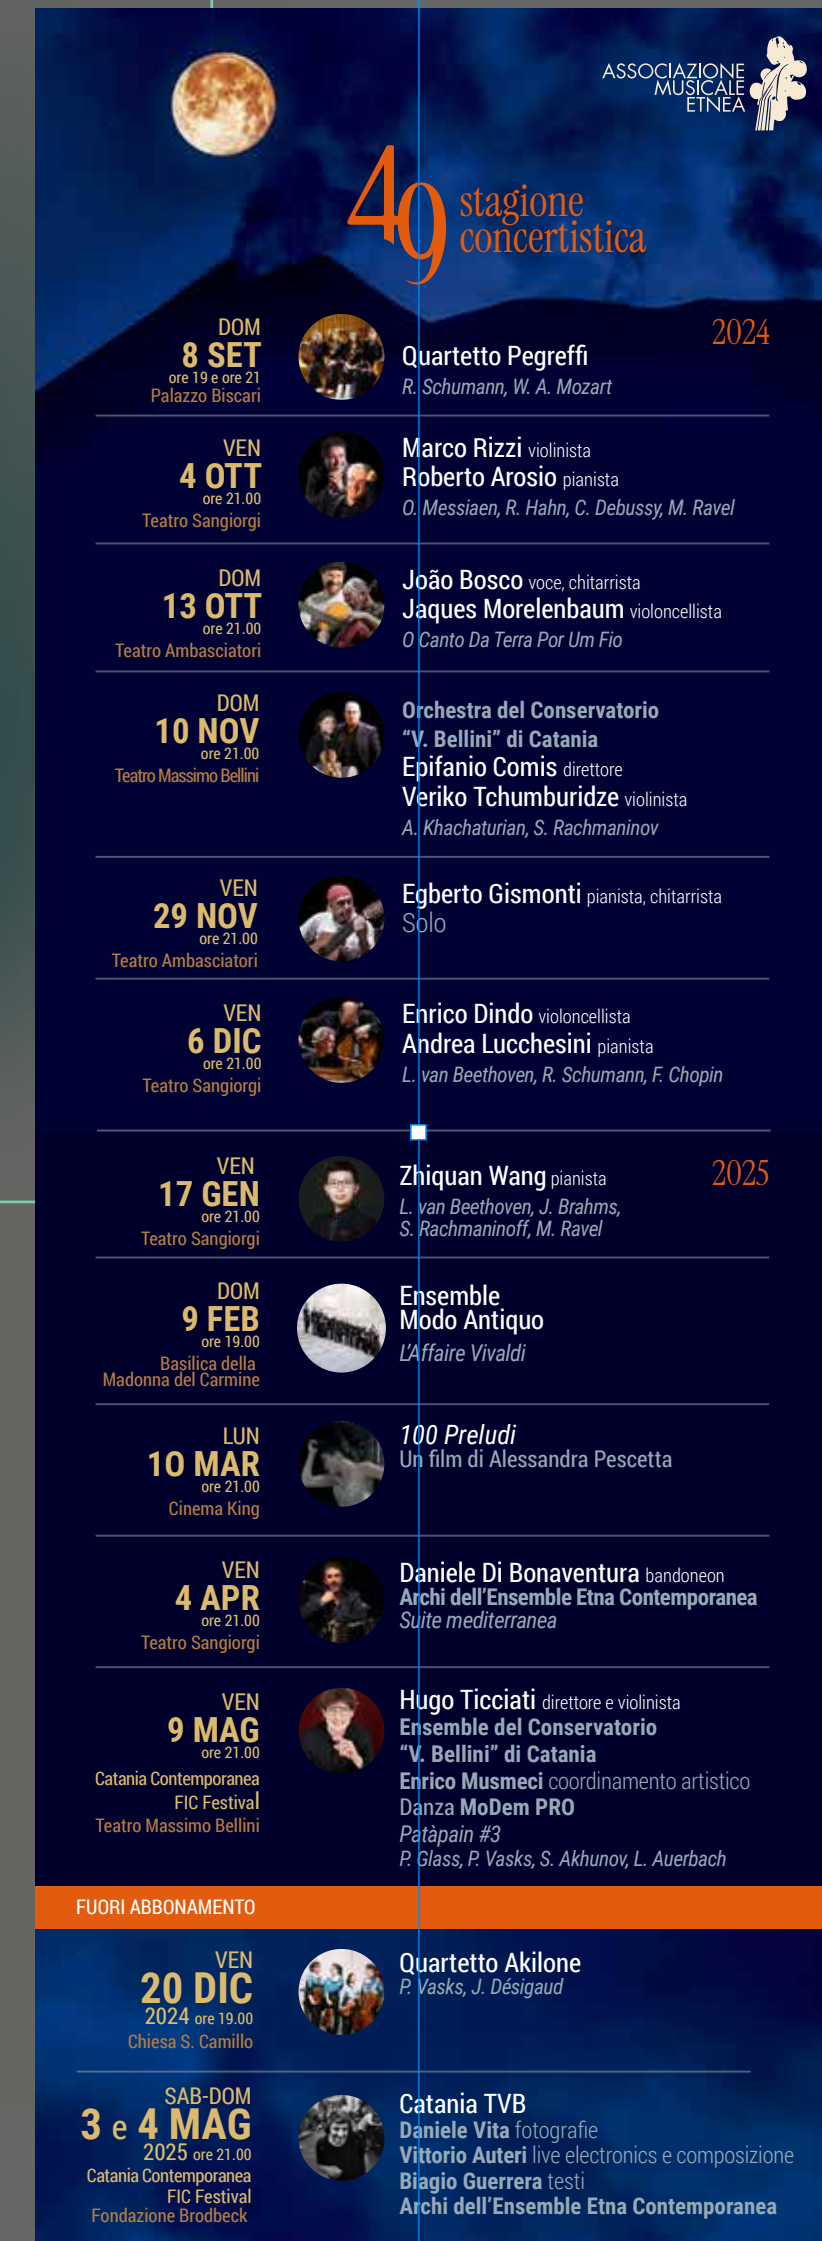 ASSOCIAZIONE
MUSICALE
ETNEA
49 stagione
concertistica
2024
DOM
8 SET
ore 19 e ore 21
Palazzo Biscari
Quartetto Pegreffi
R. Schumann, W. A. Mozart
VEN
4 OTT
ore 21.00
Teatro Sangiorgi
Marco Rizzi violinista
Roberto Arosio pianista
O. Messiaen, R. Hahn, C. Debussy, M. Ravel
DOM
13 OTT
ore 21.00
Teatro Ambasciatori
João Bosco voce, chitarrista
Jaques Morelenbaum violoncellista
O Canto Da Terra Por Um Fio
DOM
10 NOV
ore 21.00
Teatro Massimo Bellini
Orchestra del Conservatorio
“V. Bellini” di Catania
Epifanio Comis direttore
Veriko Tchumburidze violinista
A. Khachaturian, S. Rachmaninov
VEN
29 NOV
ore 21.00
Teatro Ambasciatori
Egberto Gismonti pianista, chitarrista
Solo
VEN
6 DIC
ore 21.00
Teatro Sangiorgi
Enrico Dindo violoncellista
Andrea Lucchesini pianista
L. van Beethoven, R. Schumann, F. Chopin
2025
VEN
17 GEN
ore 21.00
Teatro Sangiorgi
Zhiquan Wang pianista
L. van Beethoven, J. Brahms,
S. Rachmaninoff, M. Ravel
DOM
9 FEB
ore 19.00
Basilica della
Madonna del Carmine
Ensemble
Modo Antiquo
L’Affaire Vivaldi
LUN
1O MAR
ore 21.00
Cinema King
100 Preludi
Un film di Alessandra Pescetta
VEN
4 APR
ore 21.00
Teatro Sangiorgi
Daniele Di Bonaventura bandoneon
Archi dell’Ensemble Etna Contemporanea
Suite mediterranea
VEN
9 MAG
ore 21.00
Catania Contemporanea
FIC Festival
Teatro Massimo Bellini
Hugo Ticciati direttore e violinista
Ensemble del Conservatorio
“V. Bellini” di Catania
Enrico Musmeci coordinamento artistico
Danza MoDem PRO
Patàpain #3
P. Glass, P. Vasks, S. Akhunov, L. Auerbach
FUORI ABBONAMENTO
VEN
20 DIC
2024 ore 19.00
Chiesa S. Camillo
Quartetto Akilone
P. Vasks, J. Désigaud
SAB-DOM
3 e 4 MAG
2025 ore 21.00
Catania Contemporanea
FIC Festival
Fondazione Brodbeck
Catania TVB
Daniele Vita fotografie
Vittorio Auteri live electronics e composizione
Biagio Guerrera testi
Archi dell’Ensemble Etna Contemporanea